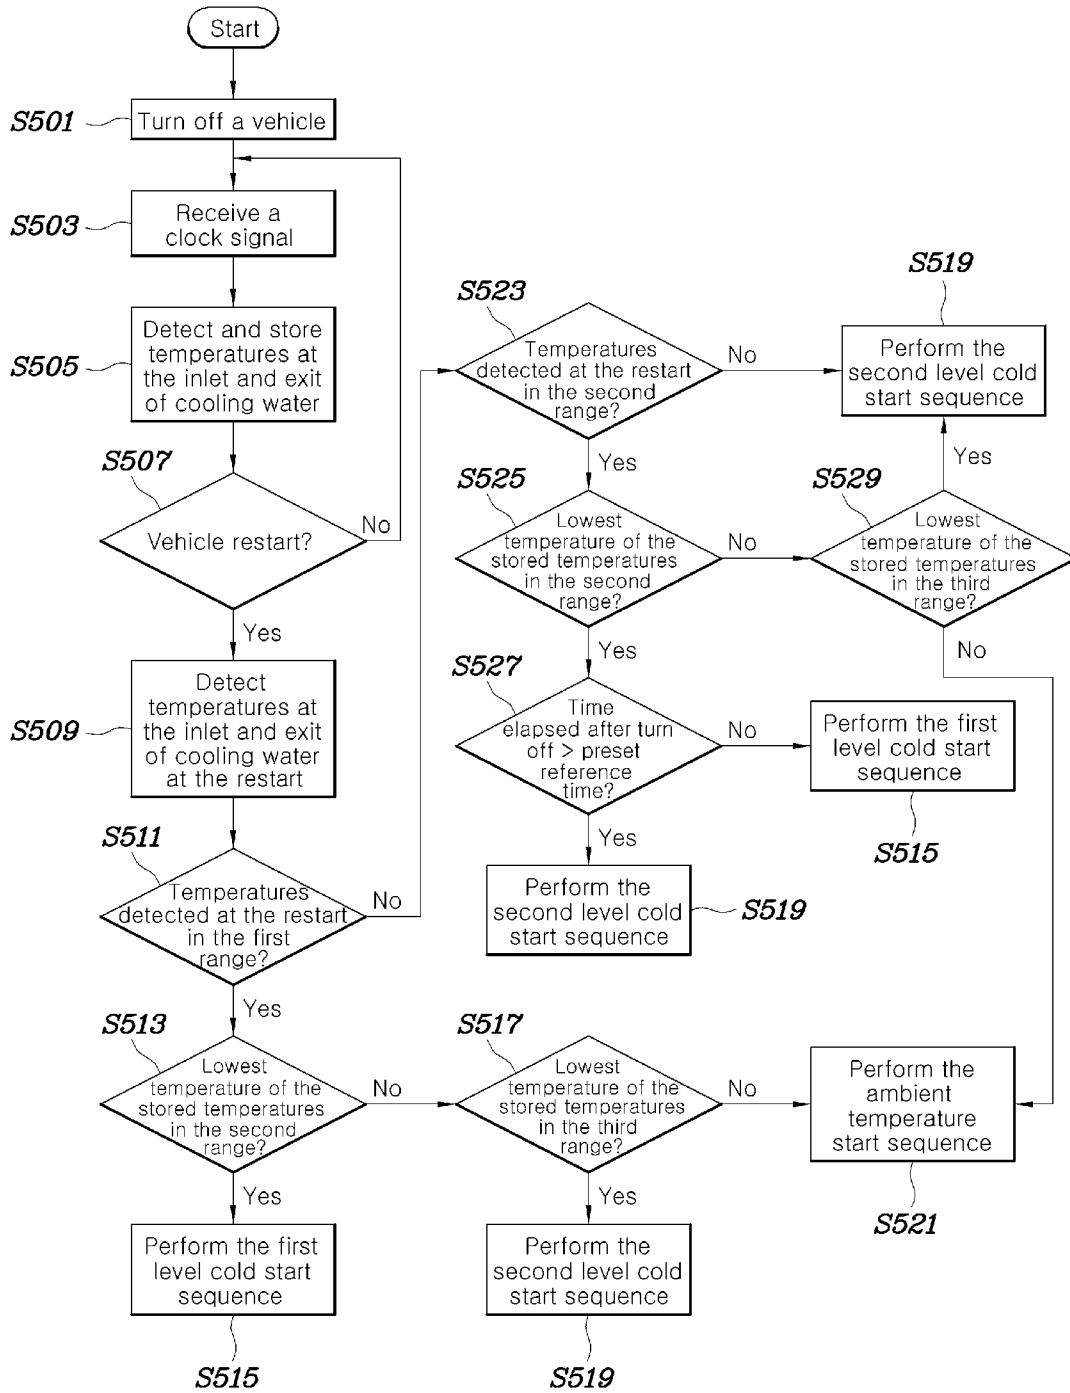 Start
S501
Turn off a vehicle
S503
Receive a
clock signal
S505
Detect and store
temperatures at
the inlet and exit
of cooling water
S507
Vehicle restart?
No
Yes
S509
Detect
temperatures at
the inlet and exit
of cooling water
at the restart
S511
Temperatures
detected at the restart
in the first
range?
No
Yes
S513
Lowest
temperature of the
stored temperatures
in the second
range?
No
Yes
Perform the first
level cold start
sequence
S515
S517
Lowest
temperature of the
stored temperatures
in the third
range?
No
Yes
Perform the
second level cold
start sequence
S519
Perform the
ambient
temperature
start sequence
S521
S523
Temperatures
detected at the restart
in the second
range?
No
Yes
S519
Perform the
second level cold
start sequence
S525
Lowest
temperature of the
stored temperatures
in the second
range?
No
Yes
S529
Lowest
temperature of the
stored temperatures
in the third
range?
Yes
No
S527
Time
elapsed after turn
off > preset
reference
time?
No
Yes
Perform the first
level cold start
sequence
S515
Perform the
second level cold
start sequence
S519